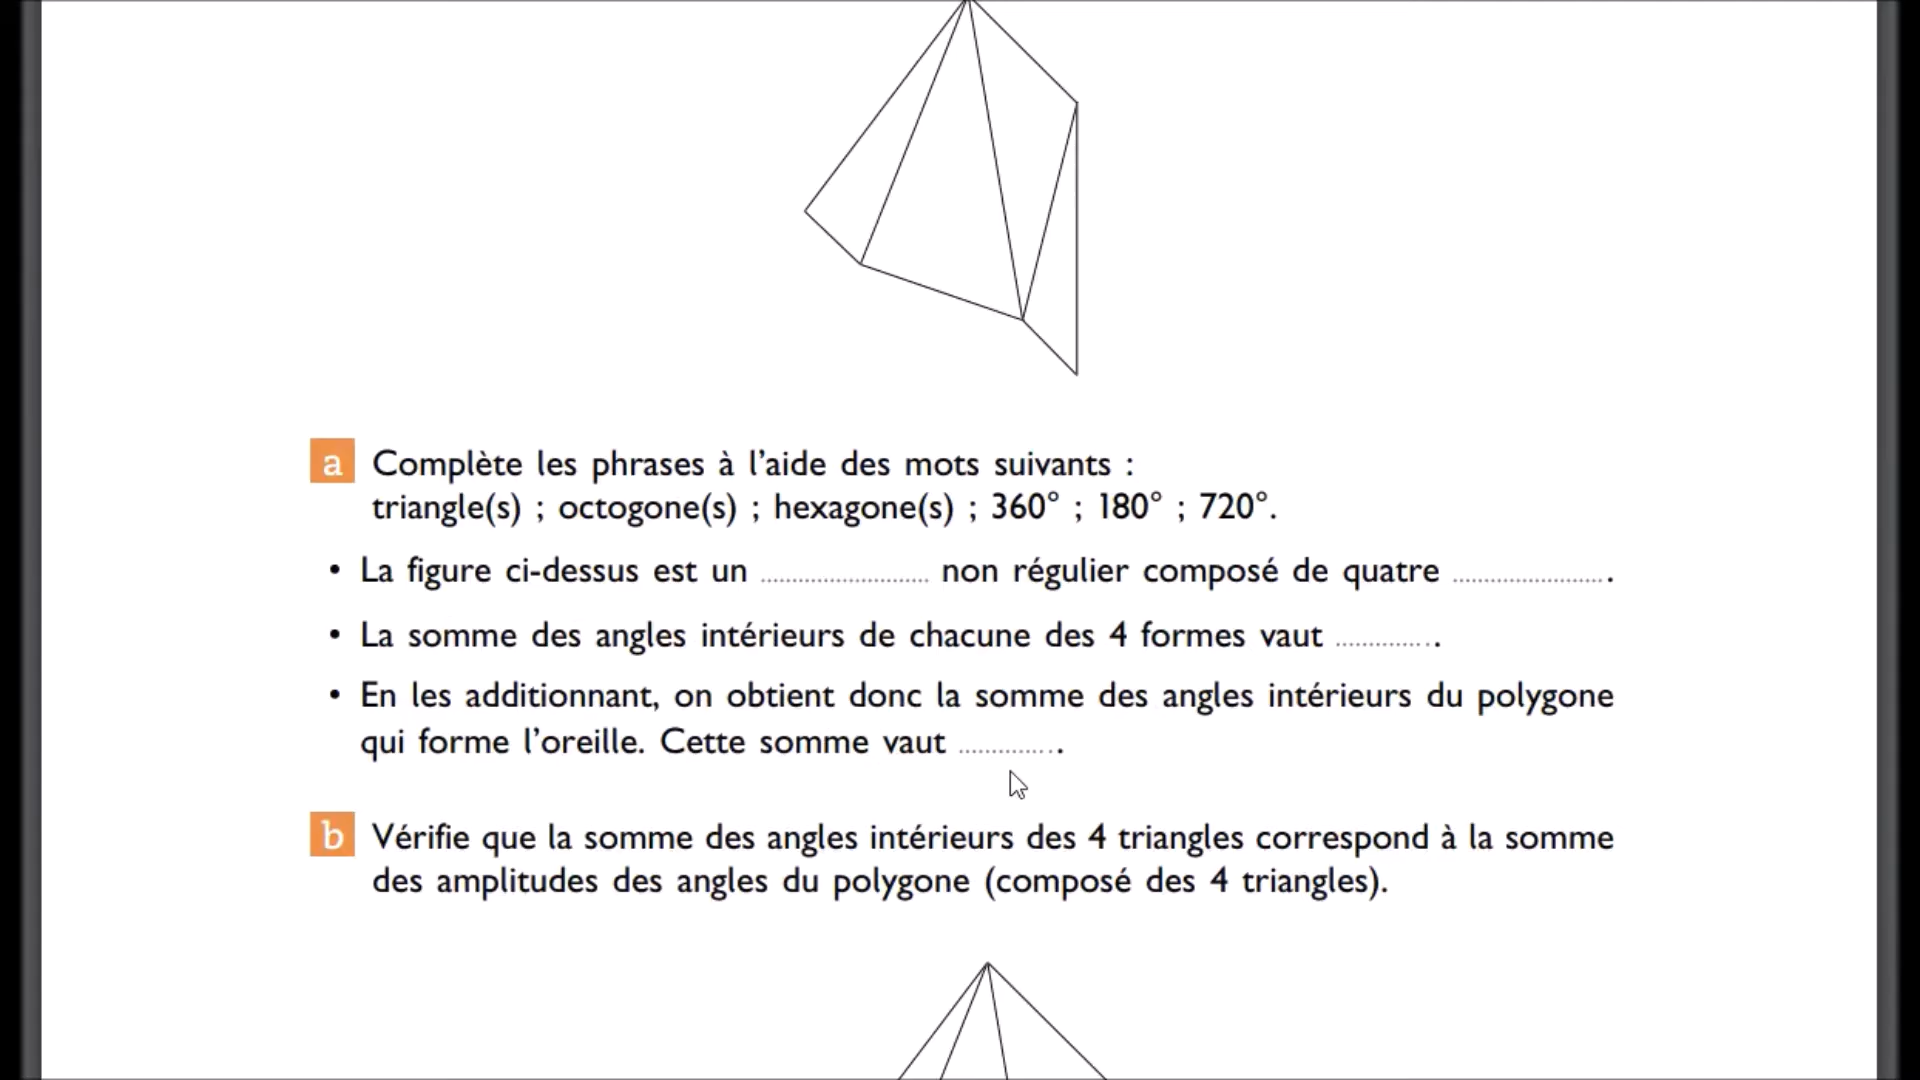 a Complète les phrases à l’aide des mots suivants :
triangle(s) ; octogone(s) ; hexagone(s) ; 360° ; 180° ; 720°.
• La figure ci-dessus est un .......................... non régulier composé de quatre ........................ .
• La somme des angles intérieurs de chacune des 4 formes vaut .............. .
• En les additionnant, on obtient donc la somme des angles intérieurs du polygone
qui forme l’oreille. Cette somme vaut .............. .
b Vérifie que la somme des angles intérieurs des 4 triangles correspond à la somme
des amplitudes des angles du polygone (composé des 4 triangles).